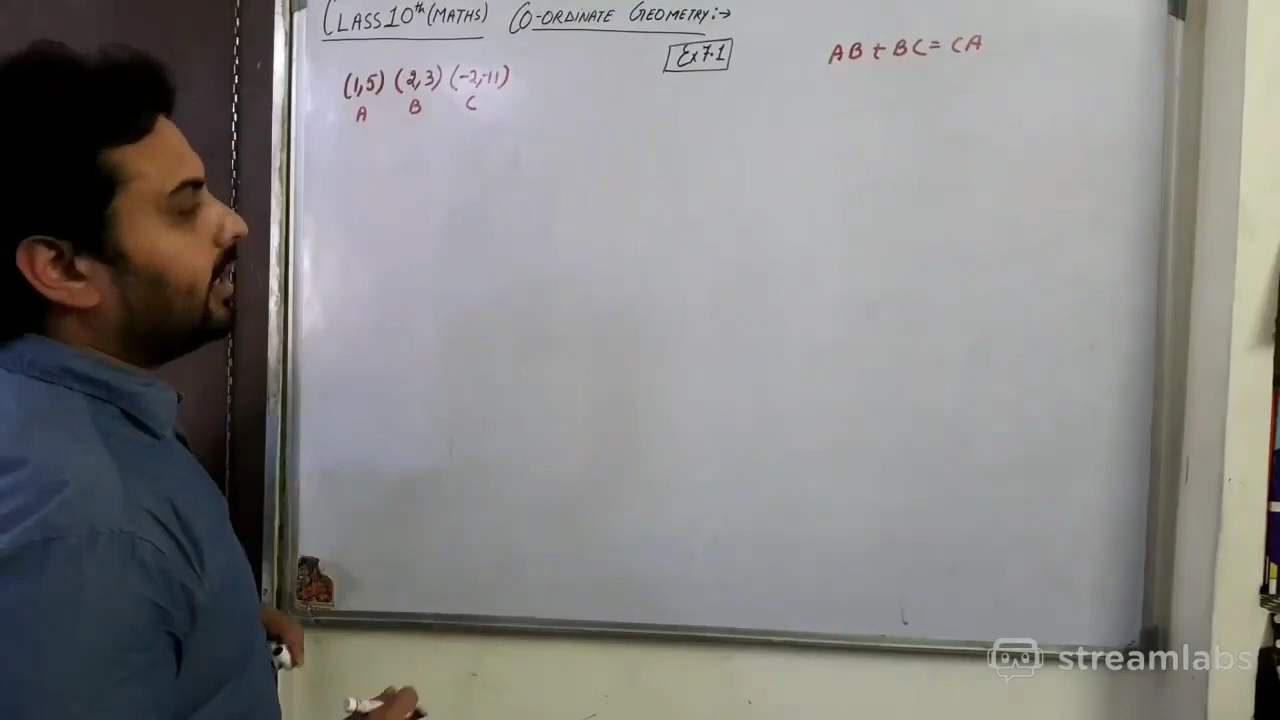 CLASS 10th (MATHS) CO-ORDINATE GEOMETRY:→
Ex 7.1
AB + BC = CA
(1,5) (2,3) (-2,-11)
A B C
streamlabs